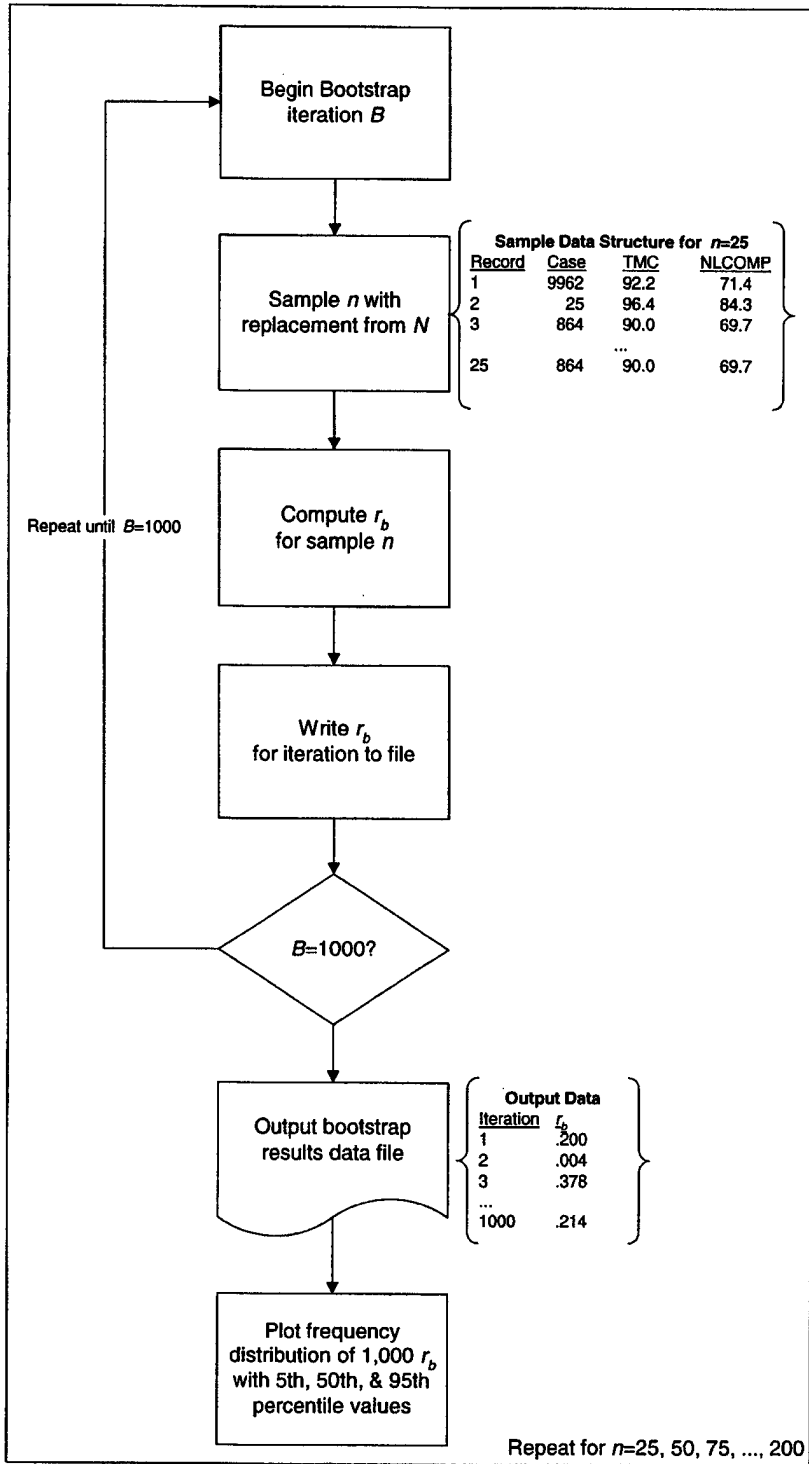 Begin Bootstrap
iteration B
Sample n with
replacement from N
Sample Data Structure for n=25
Record Case TMC NLCOMP
1 9962 92.2 71.4
2 25 96.4 84.3
3 864 90.0 69.7
...
25 864 90.0 69.7
Compute r_b
for sample n
Repeat until B=1000
Write r_b
for iteration to file
B=1000?
Output bootstrap
results data file
Output Data
Iteration r_b
1 .200
2 .004
3 .378
...
1000 .214
Plot frequency
distribution of 1,000 r_b
with 5th, 50th, & 95th
percentile values
Repeat for n=25, 50, 75, ..., 200